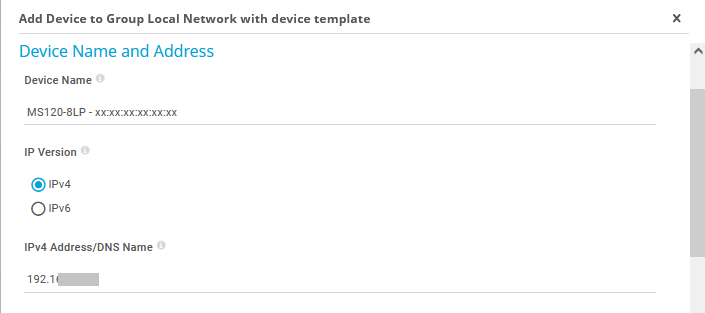 Add Device to Group Local Network with device template
Device Name and Address
Device Name
MS120-8LP - xx:xx:xx:xx:xx:xx
IP Version
IPv4
IPv6
IPv4 Address/DNS Name
192.1